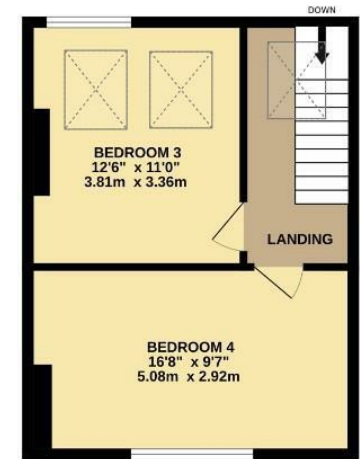 DOWN
BEDROOM 3
12'6" x 11'0"
3.81m x 3.36m
LANDING
BEDROOM 4
16'8" x 9'7"
5.08m x 2.92m